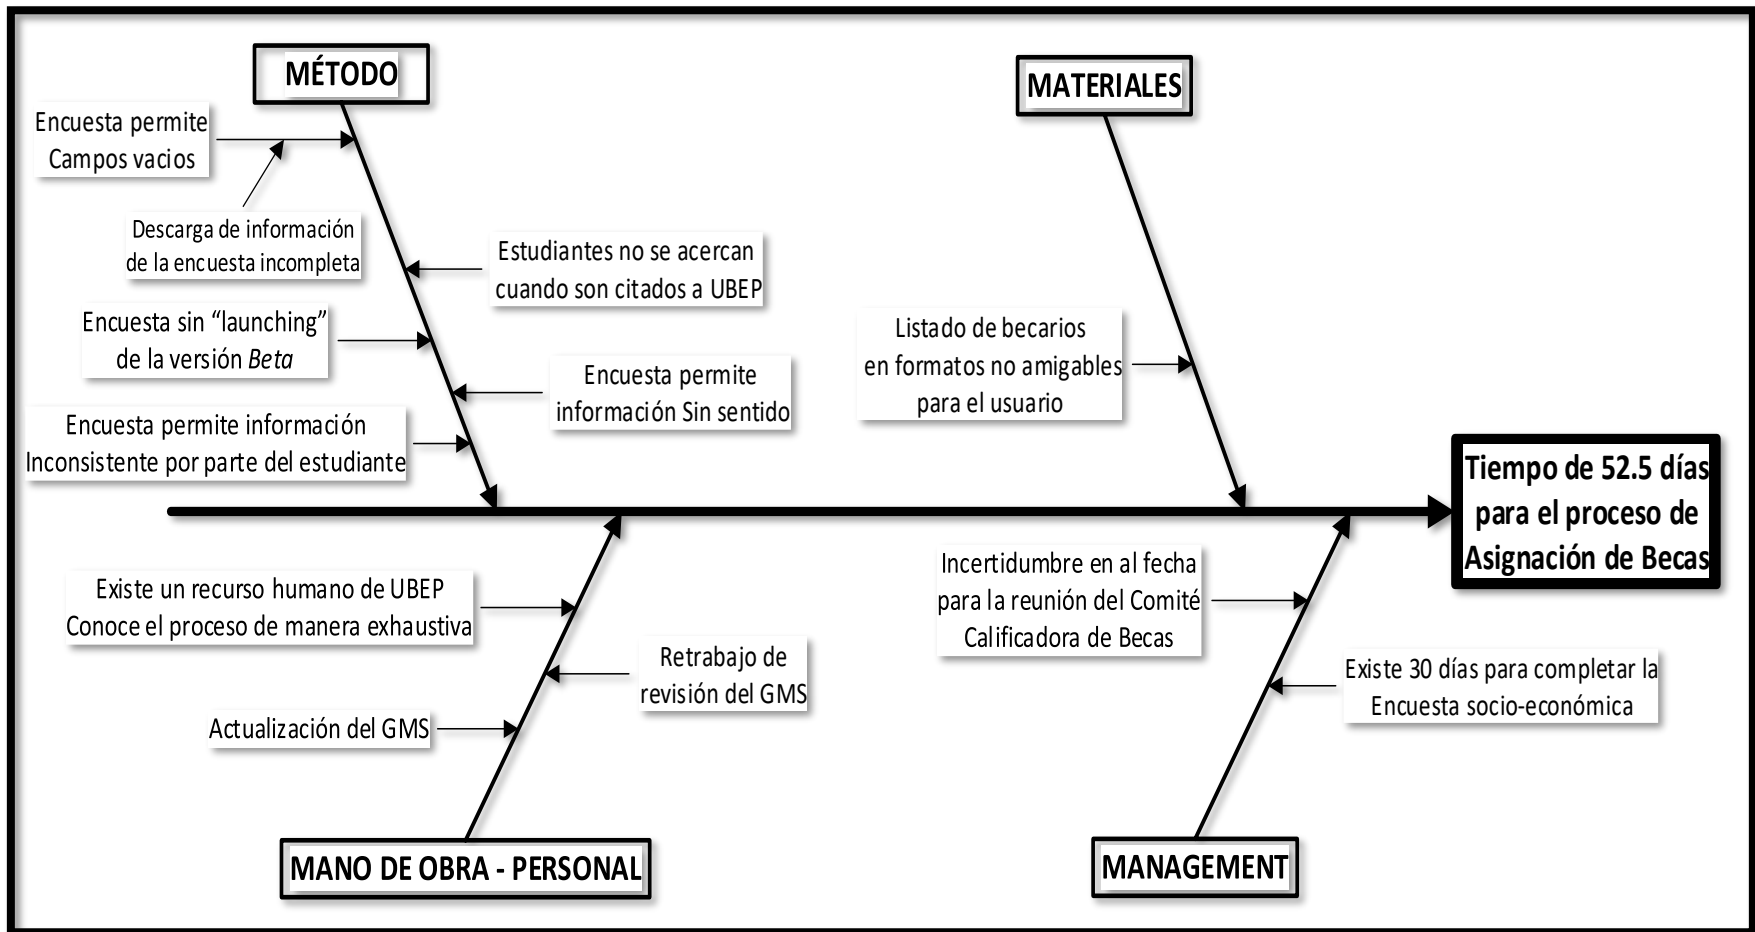 MÉTODO
Encuesta permite
Campos vacios
Descarga de información
de la encuesta incompleta
Estudiantes no se acercan
cuando son citados a UBEP
Encuesta sin “launching”
de la versión Beta
Encuesta permite
información Sin sentido
Encuesta permite información
Inconsistente por parte del estudiante
MATERIALES
Listado de becarios
en formatos no amigables
para el usuario
Tiempo de 52.5 días
para el proceso de
Asignación de Becas
Existe un recurso humano de UBEP
Conoce el proceso de manera exhaustiva
Retrabajo de
revisión del GMS
Actualización del GMS
MANO DE OBRA - PERSONAL
Incertidumbre en al fecha
para la reunión del Comité
Calificadora de Becas
Existe 30 días para completar la
Encuesta socio-económica
MANAGEMENT